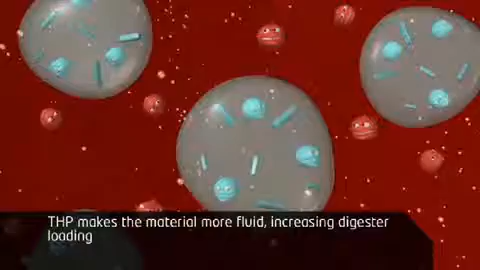 THP makes the material more fluid, increasing digester
loading